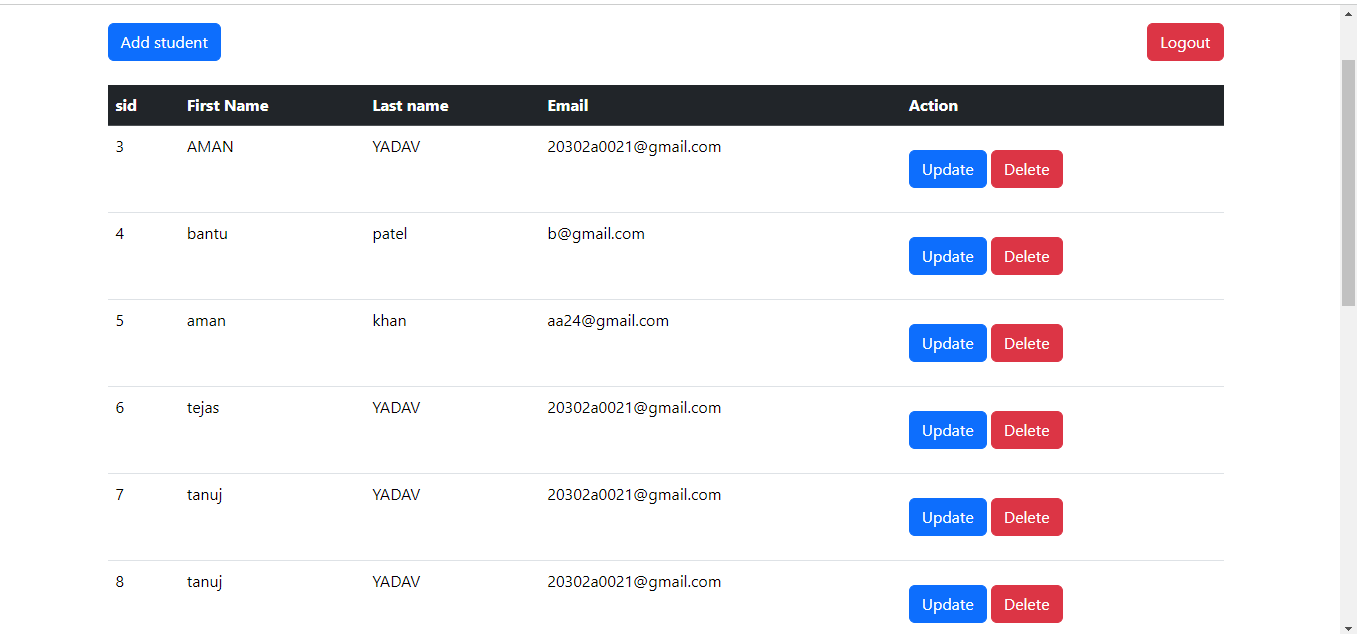 Add student Logout
sid First Name Last name Email Action
3 AMAN YADAV 20302a0021@gmail.com Update Delete
4 bantu patel b@gmail.com Update Delete
5 aman khan aa24@gmail.com Update Delete
6 tejas YADAV 20302a0021@gmail.com Update Delete
7 tanuj YADAV 20302a0021@gmail.com Update Delete
8 tanuj YADAV 20302a0021@gmail.com Update Delete